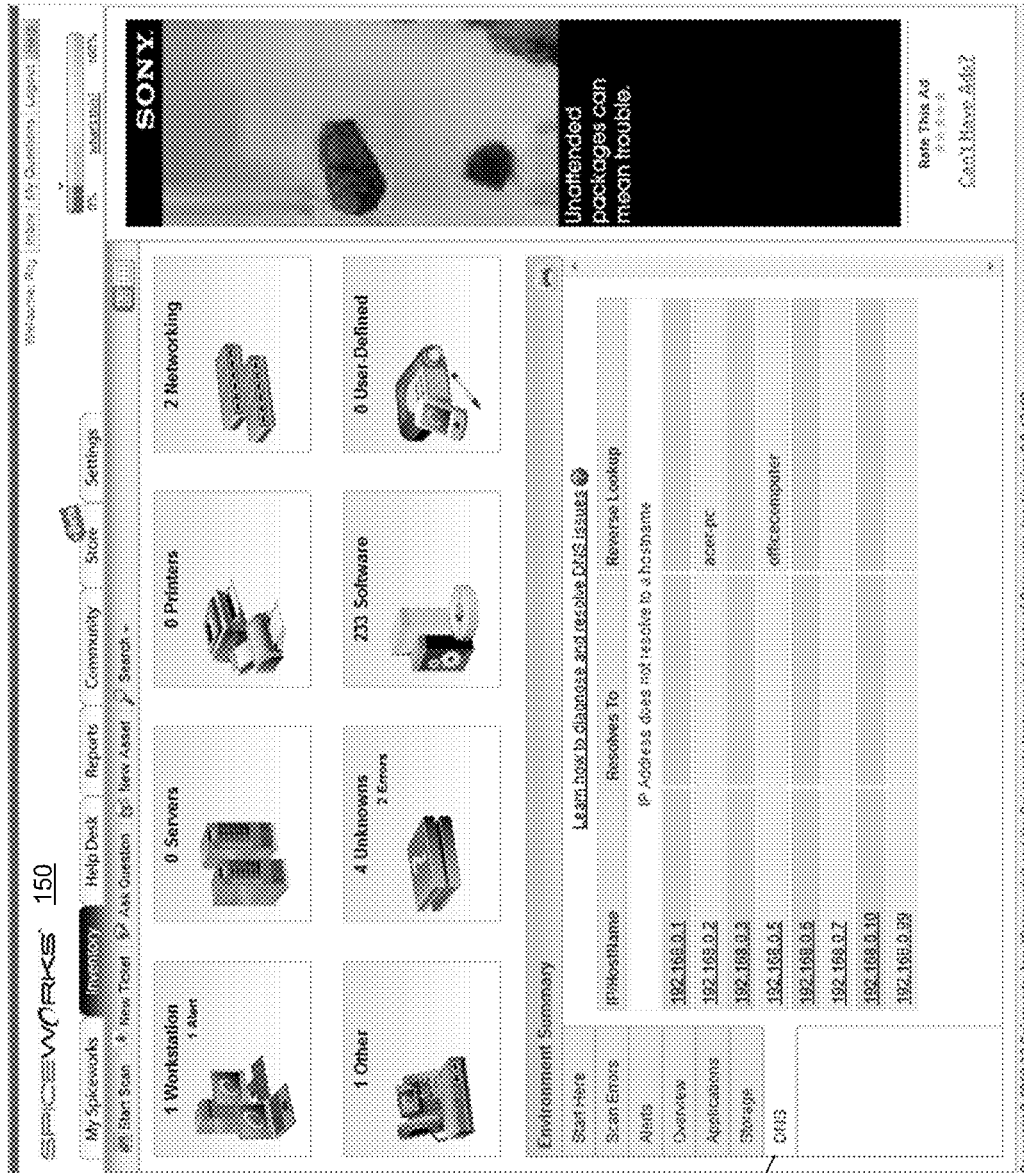 SPICEWORKS 150
My Spiceworks Inventory Help Desk Reports Community Store Settings
Start Scan New Ticket Ask Question New Asset Search
1 Workstation
1 Alert
0 Servers
0 Printers
2 Networking
1 Other
4 Unknowns
2 Errors
233 Software
0 User-Defined
Environment Summary
Start Here
Scan Errors
Alerts
Overview
Applications
Storage
DNS
Learn how to diagnose and resolve DNS issues
IP/Hostname Resolves To Reverse Lookup
IP Address does not resolve to a hostname
192.168.0.1
192.168.0.2 acer-pc
192.168.0.3
192.168.0.5 officecomputer
192.168.0.6
192.168.0.7
192.168.0.10
192.168.0.99
SONY
Unattended
packages can
mean trouble.
Rate This Ad
Can't Have Ads?